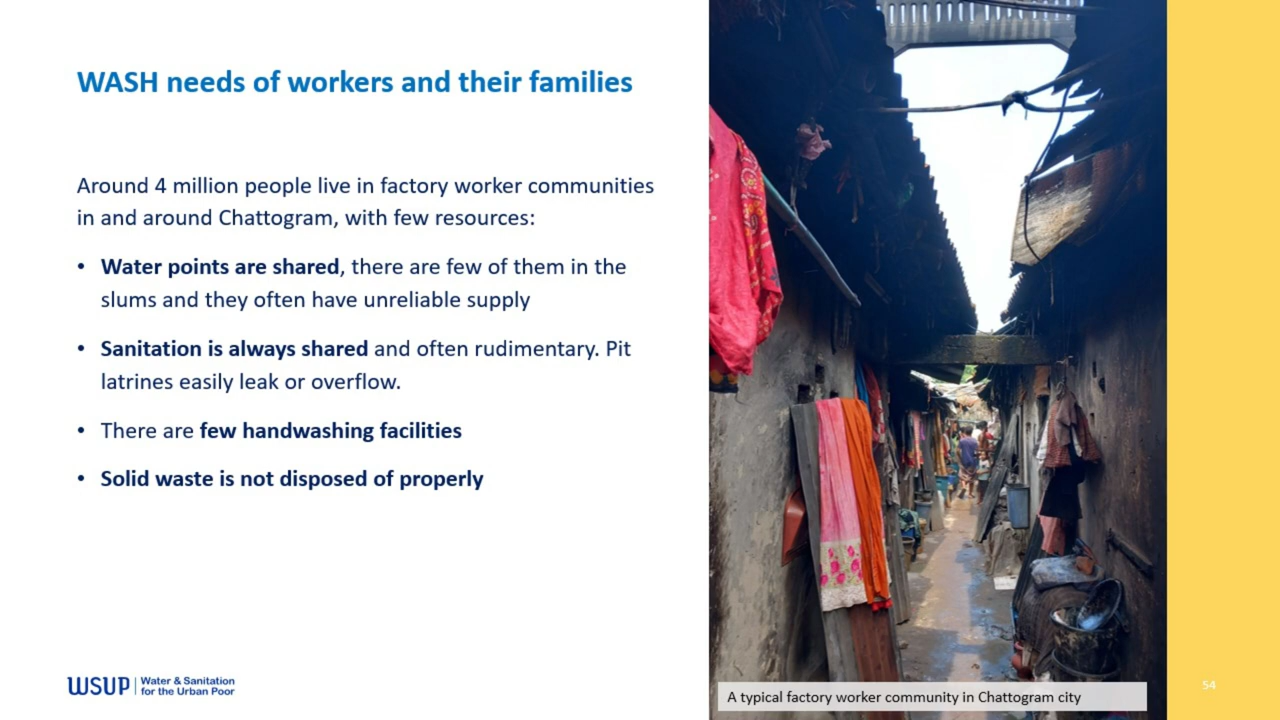 WASH needs of workers and their families
Around 4 million people live in factory worker communities
in and around Chattogram, with few resources:
• Water points are shared, there are few of them in the
slums and they often have unreliable supply
• Sanitation is always shared and often rudimentary. Pit
latrines easily leak or overflow.
• There are few handwashing facilities
• Solid waste is not disposed of properly
WSUP
Water & Sanitation
for the Urban Poor
A typical factory worker community in Chattogram city
54